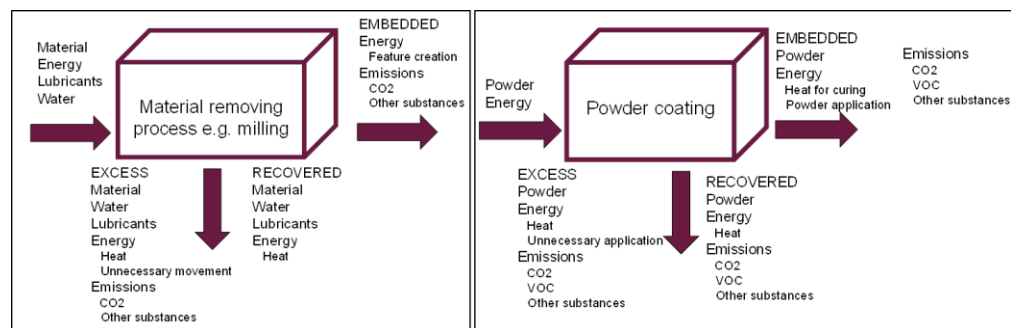 Material
Energy
Lubricants
Water
Material removing
process e.g. milling
EMBEDDED
Energy
Feature creation
Emissions
CO2
Other substances
EXCESS
Material
Water
Lubricants
Energy
Heat
Unnecessary movement
Emissions
CO2
Other substances
RECOVERED
Material
Water
Lubricants
Energy
Heat
Powder
Energy
Powder coating
EMBEDDED
Powder
Energy
Heat for curing
Powder application
Emissions
CO2
VOC
Other substances
EXCESS
Powder
Energy
Heat
Unnecessary application
Emissions
CO2
VOC
Other substances
RECOVERED
Powder
Energy
Heat
Emissions
CO2
VOC
Other substances